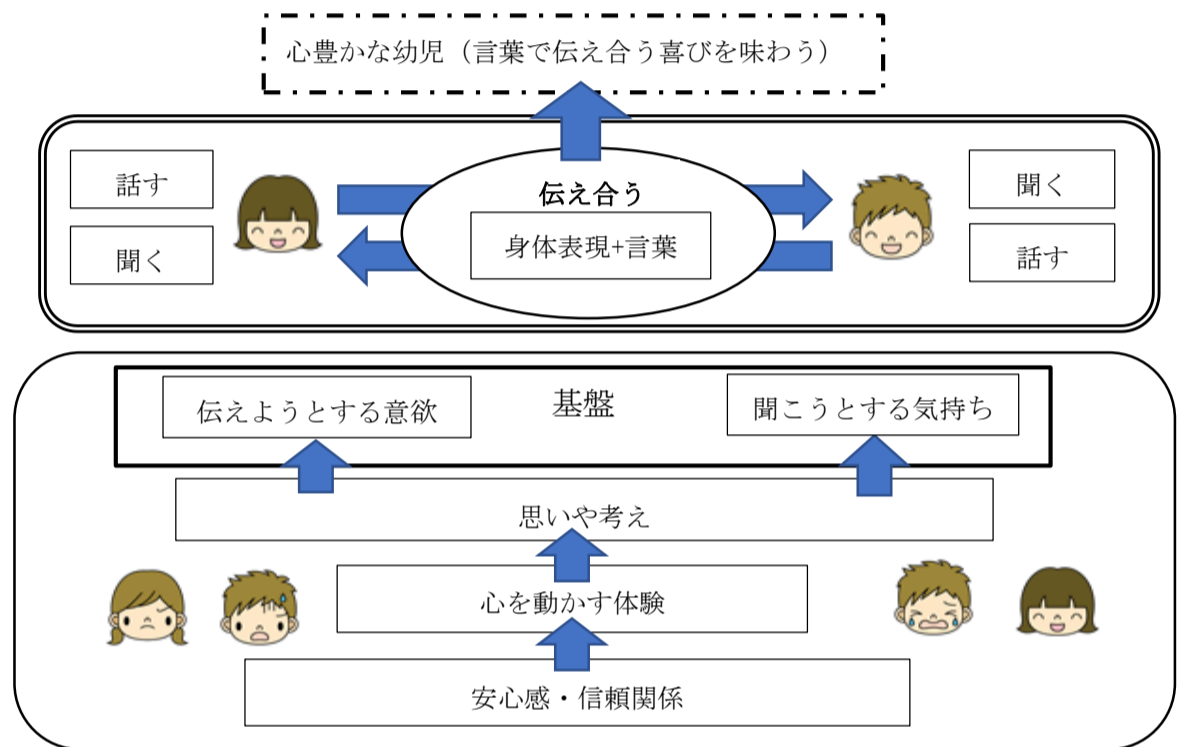 心豊かな幼児（言葉で伝え合う喜びを味わう）
話す
聞く
伝え合う
身体表現+言葉
聞く
話す
基盤
伝えようとする意欲
聞こうとする気持ち
思いや考え
心を動かす体験
安心感・信頼関係